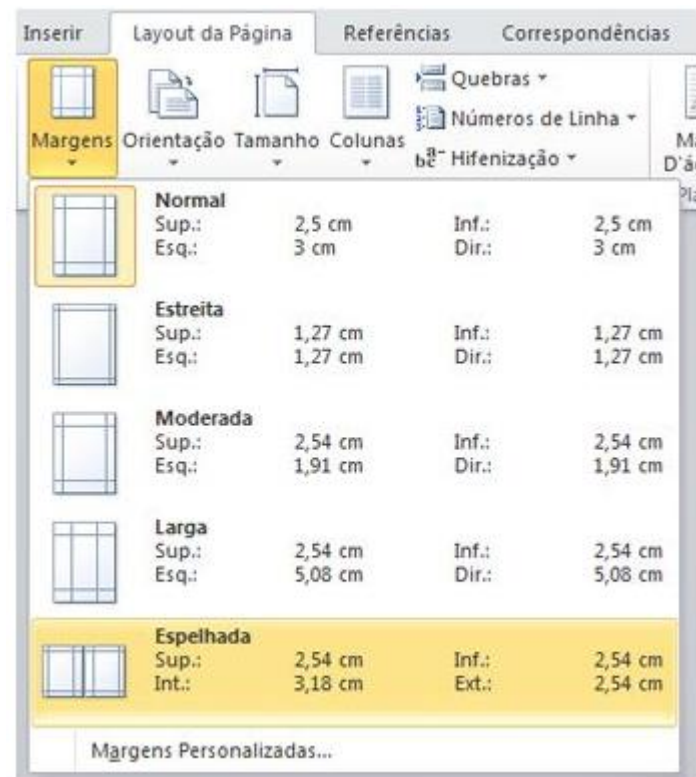 Inserir Layout da Página Referências Correspondências
Quebras
Números de Linha
Margens Orientação Tamanho Colunas
Hifenização
Normal
Sup.: 2,5 cm Inf.: 2,5 cm
Esq.: 3 cm Dir.: 3 cm
Estreita
Sup.: 1,27 cm Inf.: 1,27 cm
Esq.: 1,27 cm Dir.: 1,27 cm
Moderada
Sup.: 2,54 cm Inf.: 2,54 cm
Esq.: 1,91 cm Dir.: 1,91 cm
Larga
Sup.: 2,54 cm Inf.: 2,54 cm
Esq.: 5,08 cm Dir.: 5,08 cm
Espelhada
Sup.: 2,54 cm Inf.: 2,54 cm
Int.: 3,18 cm Ext.: 2,54 cm
Margens Personalizadas...